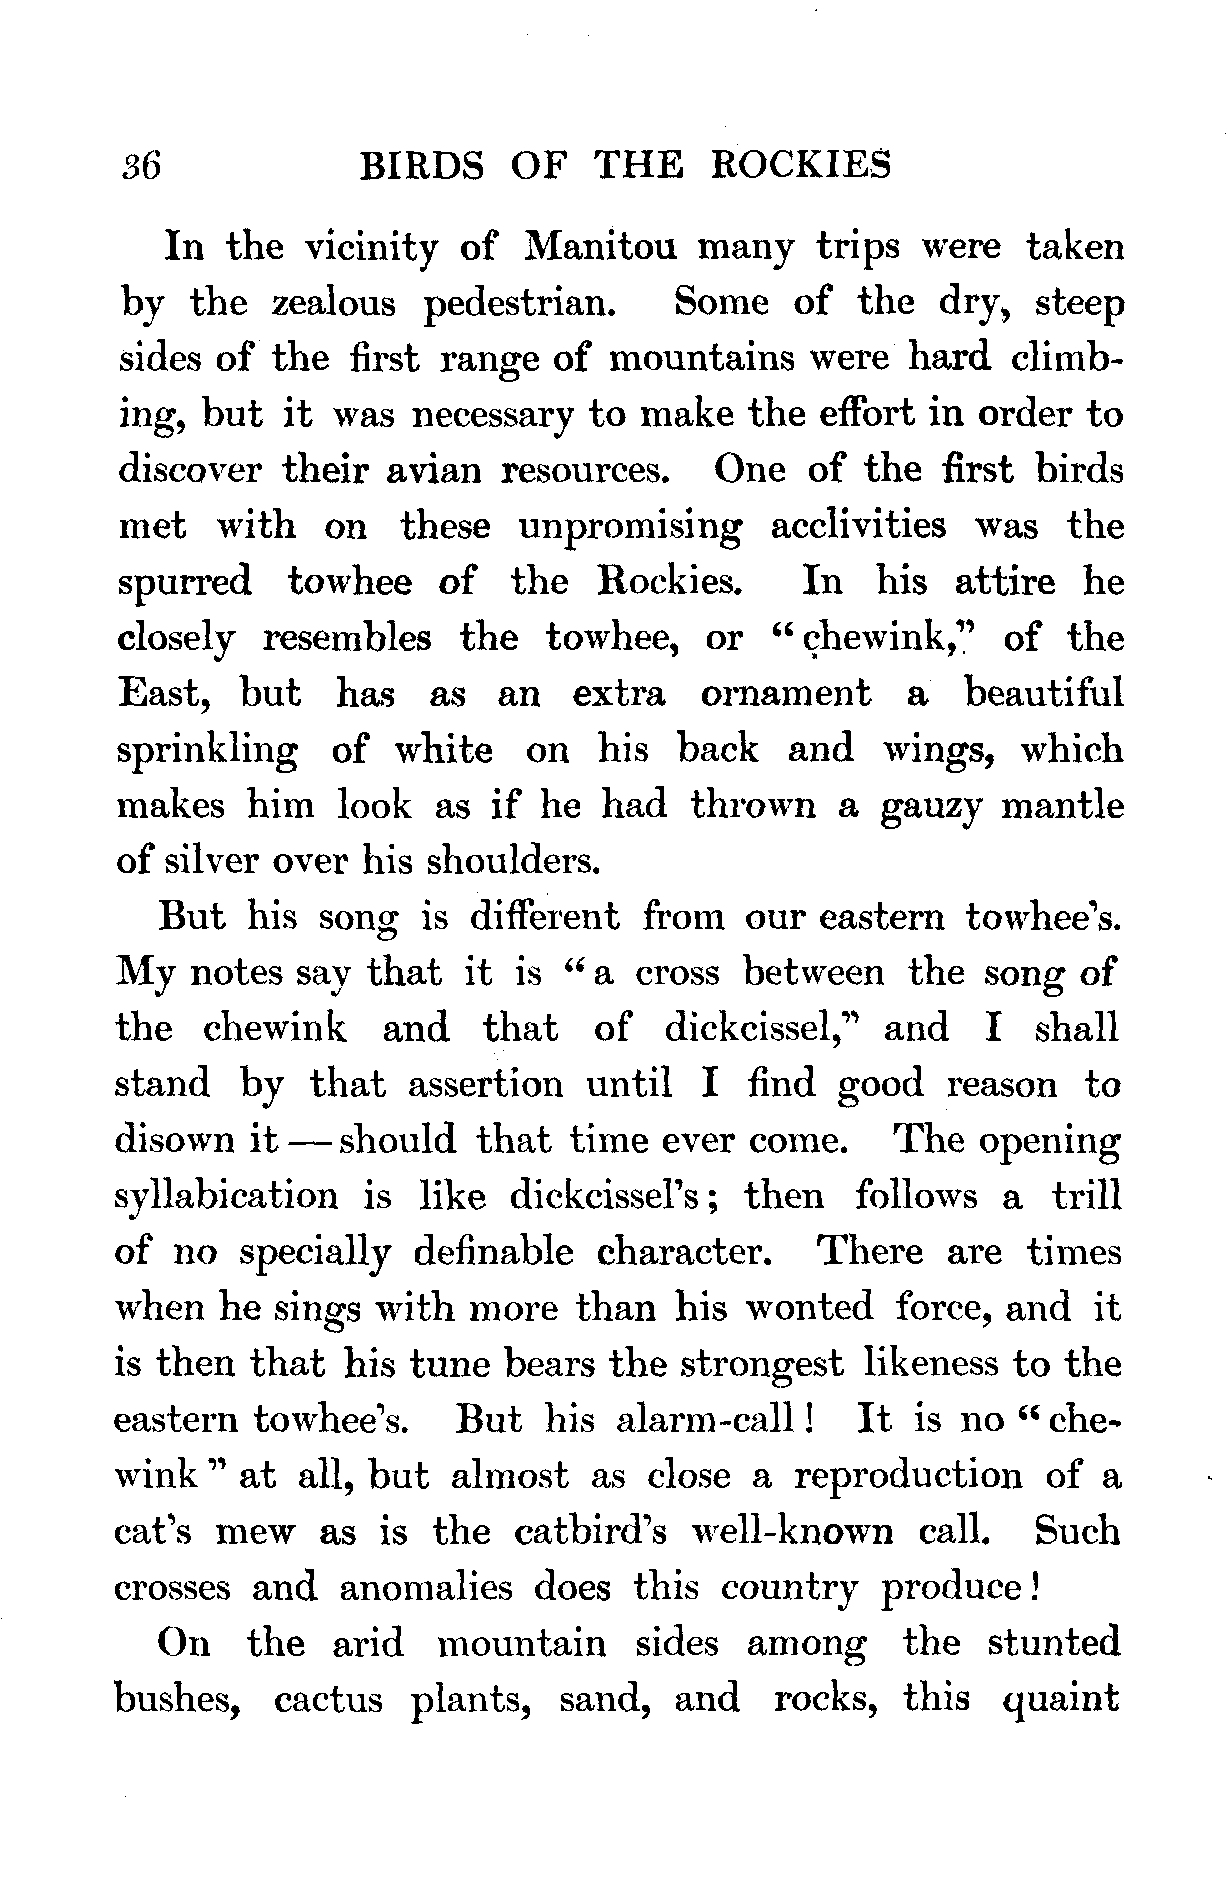 36 BIRDS OF THE ROCKIES
In the vicinity of Manitou many trips were taken
by the zealous pedestrian. Some of the dry, steep
sides of the first range of mountains were hard climb-
ing, but it was necessary to make the effort in order to
discover their avian resources. One of the first birds
met with on these unpromising acclivities was the
spurred towhee of the Rockies. In his attire he
closely resembles the towhee, or “ chewink,” of the
East, but has as an extra ornament a beautiful
sprinkling of white on his back and wings, which
makes him look as if he had thrown a gauzy mantle
of silver over his shoulders.
But his song is different from our eastern towhee’s.
My notes say that it is “ a cross between the song of
the chewink and that of dickcissel,” and I shall
stand by that assertion until I find good reason to
disown it — should that time ever come. The opening
syllabication is like dickcissel’s ; then follows a trill
of no specially definable character. There are times
when he sings with more than his wonted force, and it
is then that his tune bears the strongest likeness to the
eastern towhee’s. But his alarm-call ! It is no “ che-
wink ” at all, but almost as close a reproduction of a
cat’s mew as is the catbird’s well-known call. Such
crosses and anomalies does this country produce !
On the arid mountain sides among the stunted
bushes, cactus plants, sand, and rocks, this quaint